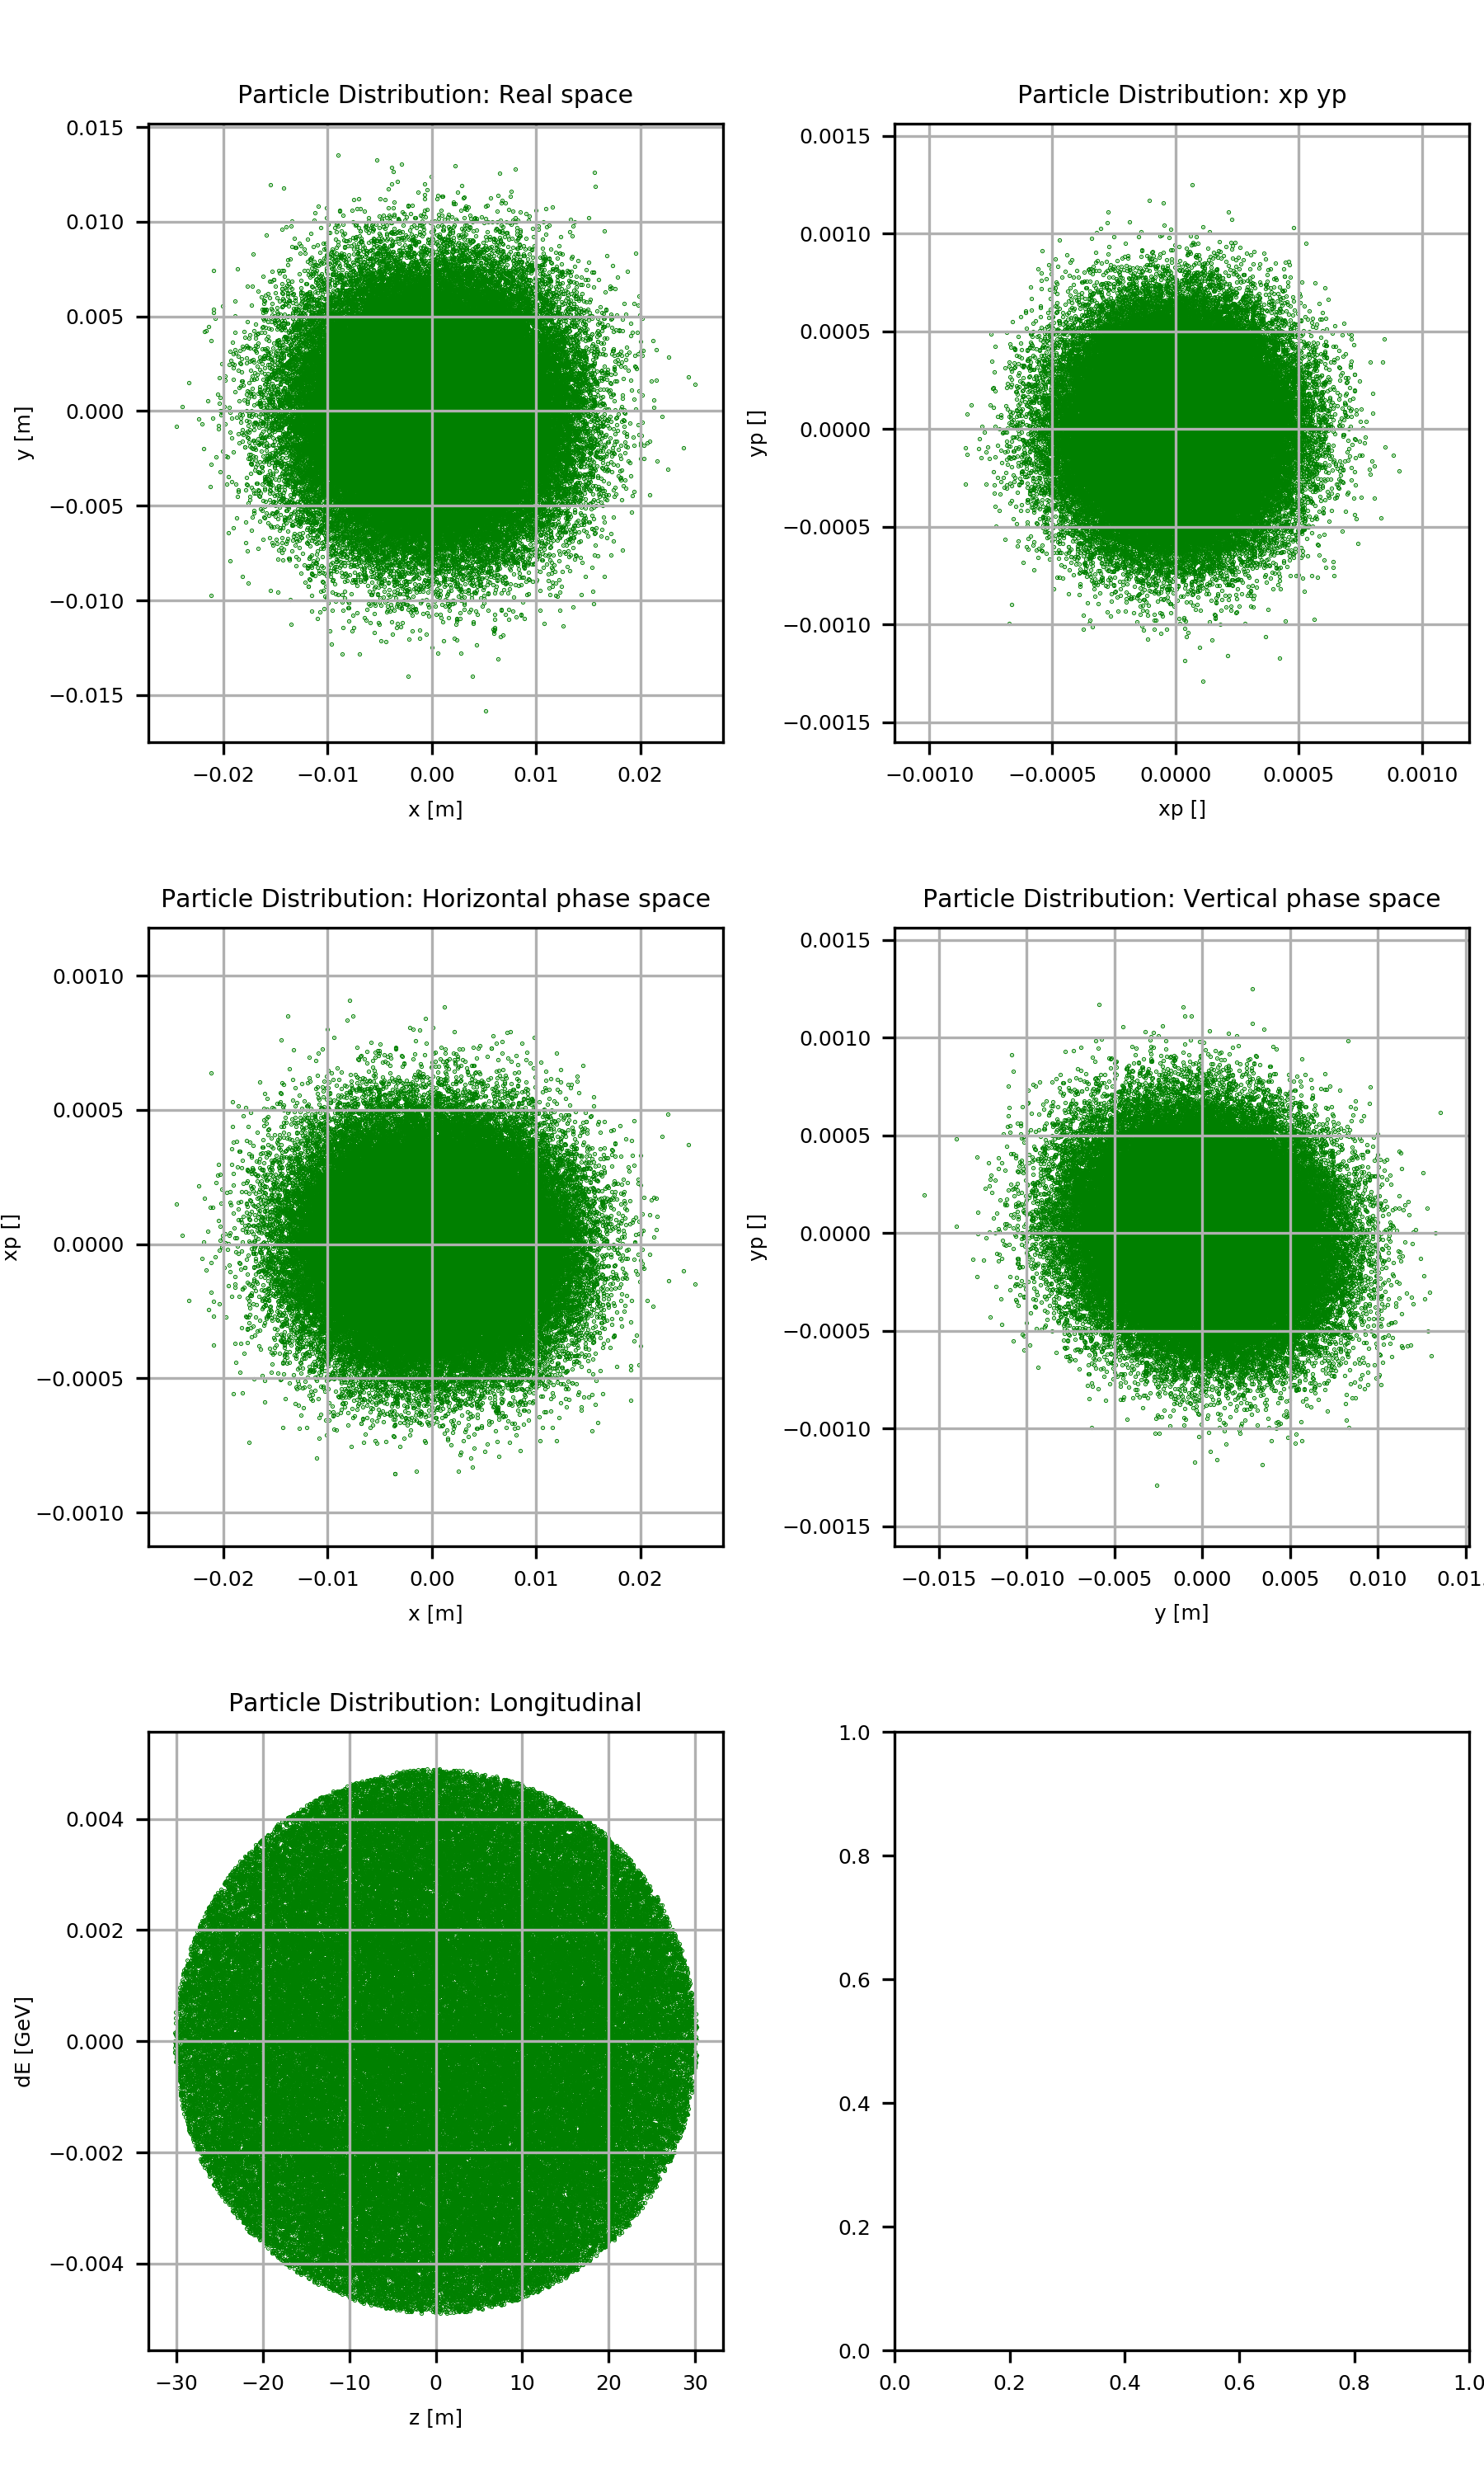 Particle Distribution: Real space
0.015
0.010
0.005
0.000
−0.005
−0.010
−0.015
y [m]
−0.02 −0.01 0.00 0.01 0.02
x [m]
Particle Distribution: xp yp
0.0015
0.0010
0.0005
0.0000
−0.0005
−0.0010
−0.0015
yp []
−0.0010 −0.0005 0.0000 0.0005 0.0010
xp []
Particle Distribution: Horizontal phase space
0.0010
0.0005
0.0000
−0.0005
−0.0010
xp []
−0.02 −0.01 0.00 0.01 0.02
x [m]
Particle Distribution: Vertical phase space
0.0015
0.0010
0.0005
0.0000
−0.0005
−0.0010
−0.0015
yp []
−0.015 −0.010 −0.005 0.000 0.005 0.010
y [m]
Particle Distribution: Longitudinal
0.004
0.002
0.000
−0.002
−0.004
dE [GeV]
−30 −20 −10 0 10 20 30
z [m]
1.0
0.8
0.6
0.4
0.2
0.0
0.0 0.2 0.4 0.6 0.8 1.0